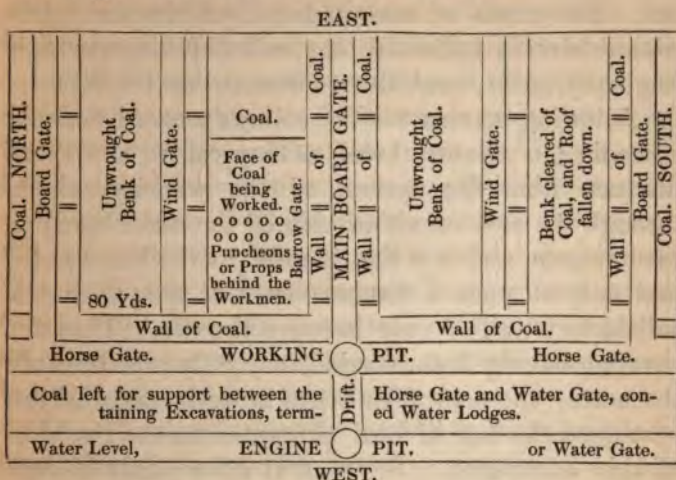 EAST.
Coal. NORTH.
Board Gate.
Unwrought
Benk of Coal.
80 Yds.
Wind Gate.
Coal.
Face of
Coal
being
Worked.
o o o o o
o o o o o
Puncheons
or Props
behind the
Workmen.
Barrow Gate.
Wall of Coal.
MAIN BOARD GATE.
Wall of Coal.
Unwrought
Benk of Coal.
Wind Gate.
Benk cleared of
Coal, and Roof
fallen down.
Wall of Coal.
Board Gate.
Coal. SOUTH.
Wall of Coal. Wall of Coal.
Horse Gate. WORKING PIT. Horse Gate.
Coal left for support between the
taining Excavations, term-
Drift.
Horse Gate and Water Gate, con-
ed Water Lodges.
Water Level, ENGINE PIT. or Water Gate.
WEST.